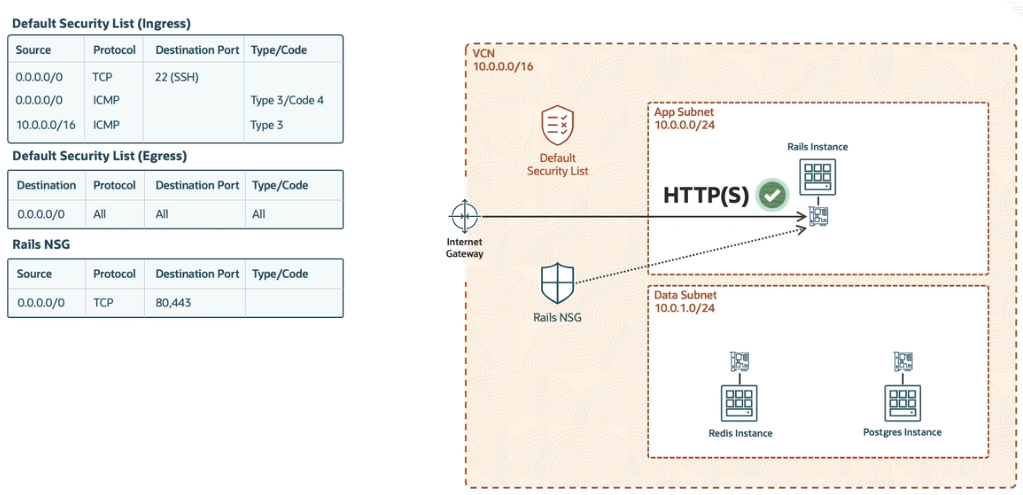 Default Security List (Ingress)
Source Protocol Destination Port Type/Code
0.0.0.0/0 TCP 22 (SSH)
0.0.0.0/0 ICMP Type 3/Code 4
10.0.0.0/16 ICMP Type 3
Default Security List (Egress)
Destination Protocol Destination Port Type/Code
0.0.0.0/0 All All All
Rails NSG
Source Protocol Destination Port Type/Code
0.0.0.0/0 TCP 80,443
VCN
10.0.0.0/16
Default
Security List
Internet
Gateway
Rails NSG
App Subnet
10.0.0.0/24
Rails Instance
HTTP(S)
Data Subnet
10.0.1.0/24
Redis Instance
Postgres Instance